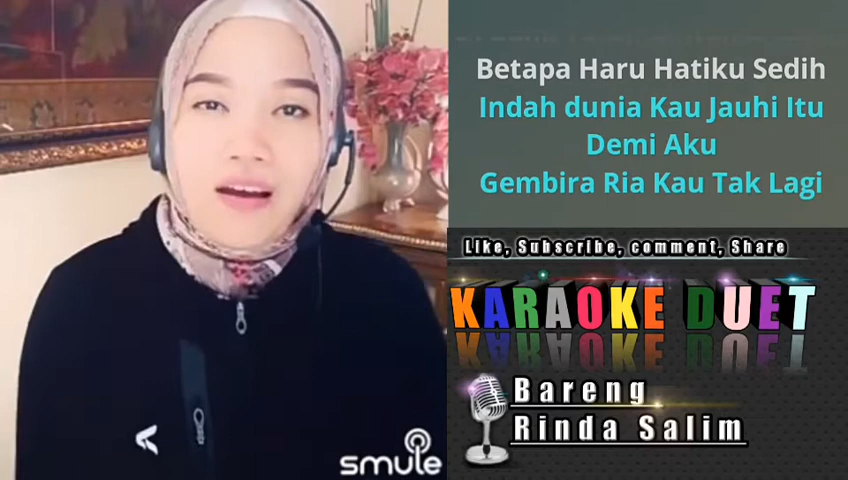 Betapa Haru Hatiku Sedih
Indah dunia Kau Jauhi Itu
Demi Aku
Gembira Ria Kau Tak Lagi
Like, Subscribe, comment, Share
KARAOKE DUET
Bareng
Rinda Salim
smule